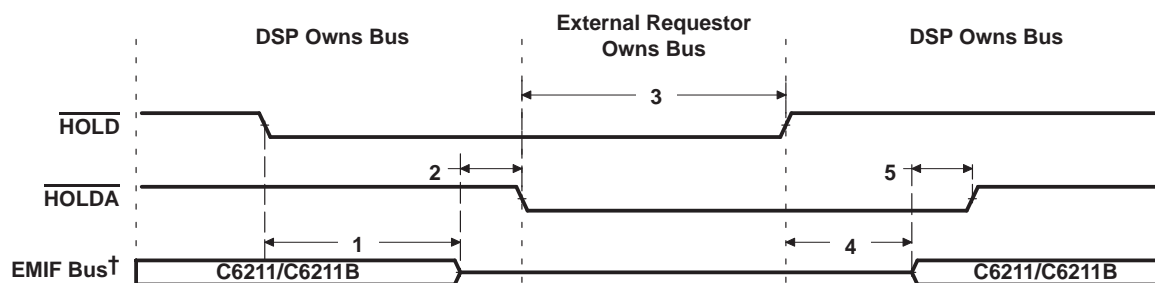 DSP Owns Bus
External Requestor
Owns Bus
DSP Owns Bus
3
HOLD
2
5
HOLDA
1
4
EMIF Bus†
C6211/C6211B
C6211/C6211B